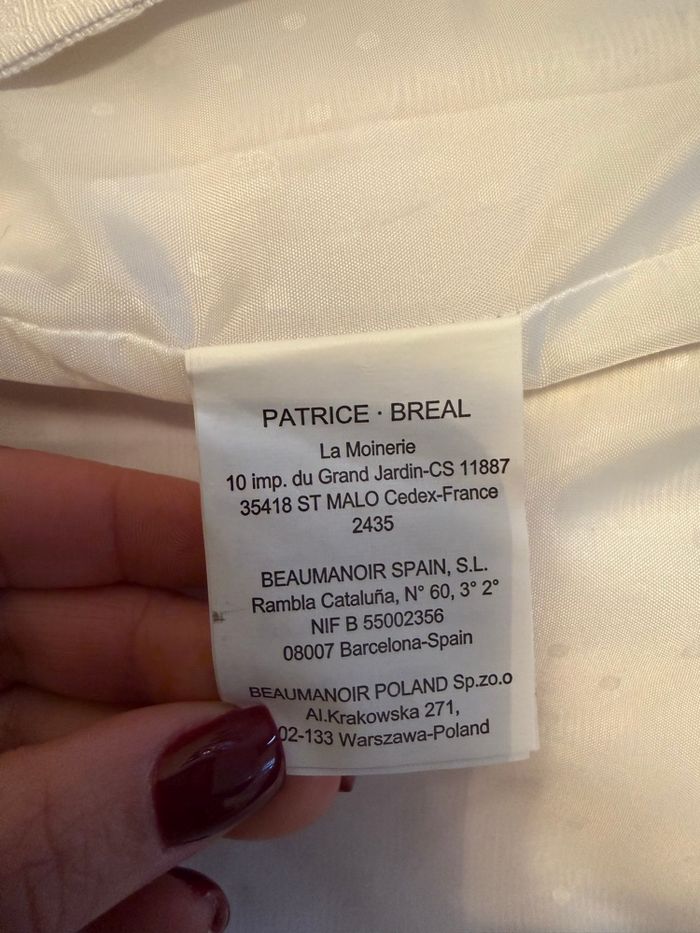 PATRICE · BREAL
La Moinerie
10 imp. du Grand Jardin-CS 11887
35418 ST MALO Cedex-France
2435
BEAUMANOIR SPAIN, S.L.
Rambla Cataluña, N° 60, 3° 2°
NIF B 55002356
08007 Barcelona-Spain
BEAUMANOIR POLAND Sp.zo.o
Al.Krakowska 271,
02-133 Warszawa-Poland